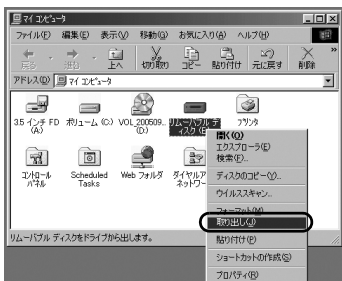 マイ コンピュータ
ファイル(F) 編集(E) 表示(V) 移動(G) お気に入り(A) ヘルプ(H)
戻る 進む 上へ 切り取り コピー 貼り付け 元に戻す 削除
アドレス(D) マイ コンピュータ
3.5 インチ FD (A:) ボリューム (C:) VOL_200509... (D:) リムーバブル ディスク (E: プリンタ
コントロール パネル Scheduled Tasks Web フォルダ ダイヤルア ネットワー
開く(O)
エクスプローラ(E)
検索(F)...
ディスクのコピー(Y)...
ウイルススキャン...
フォーマット(M)...
取り出し(J)
貼り付け(P)
ショートカットの作成(S)
プロパティ(R)
リムーバブル ディスクをドライブから出します。